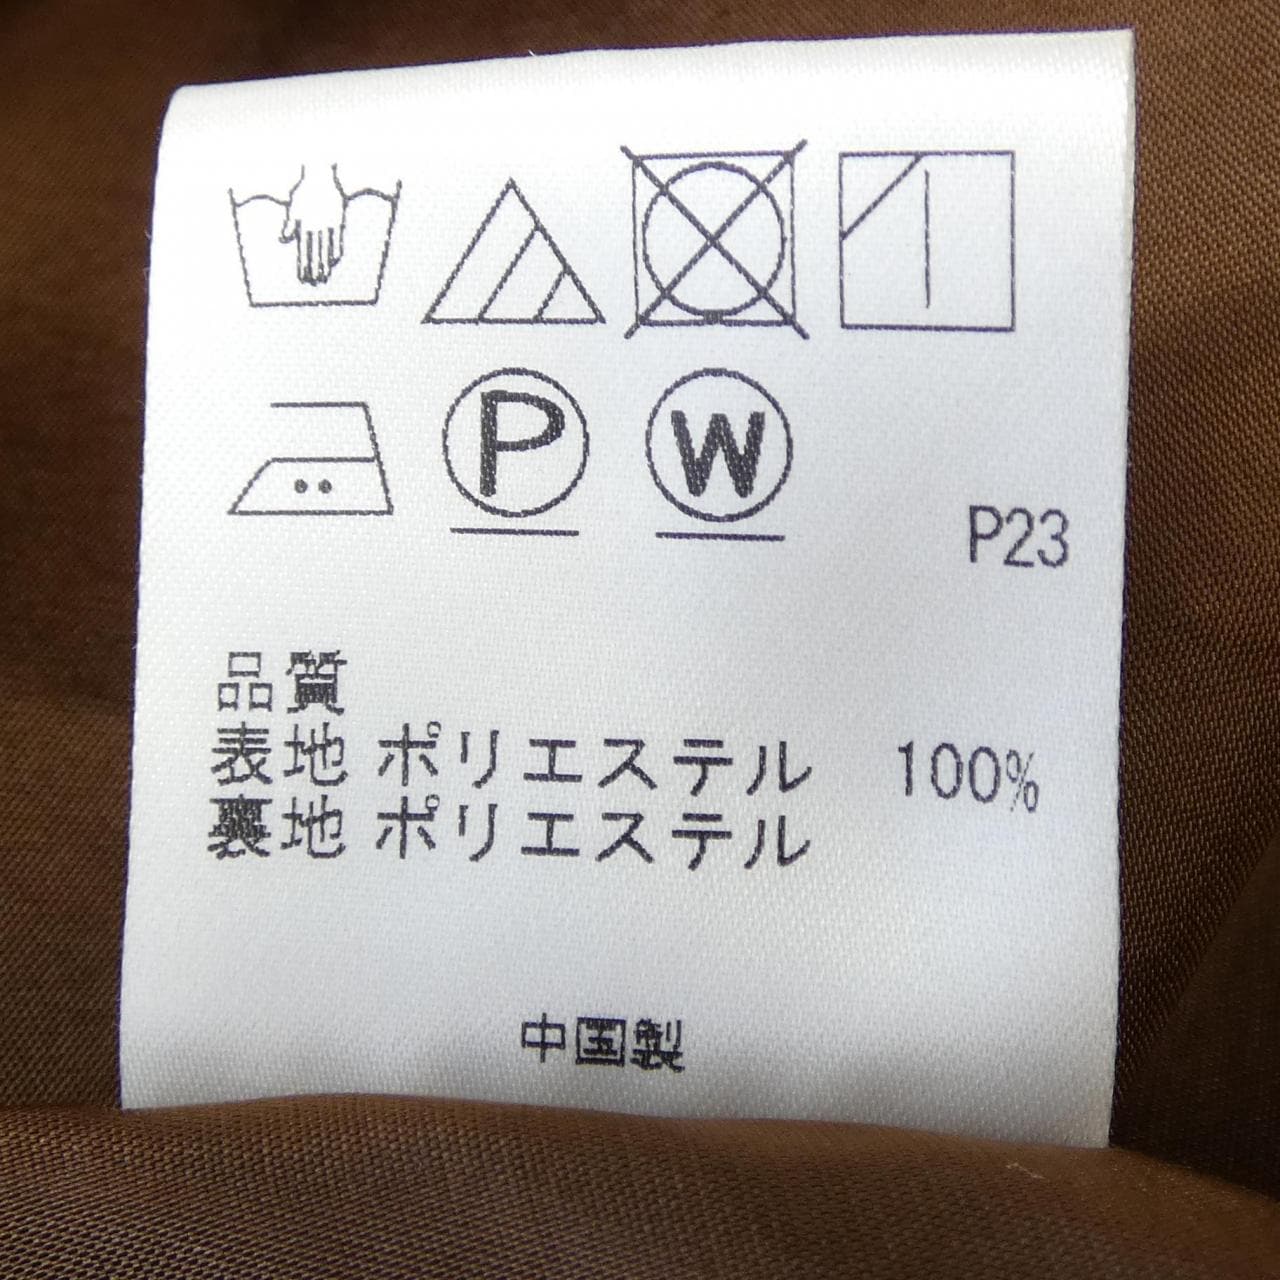 P W
P23
品質
表地 ポリエステル 100%
裏地 ポリエステル
中国製